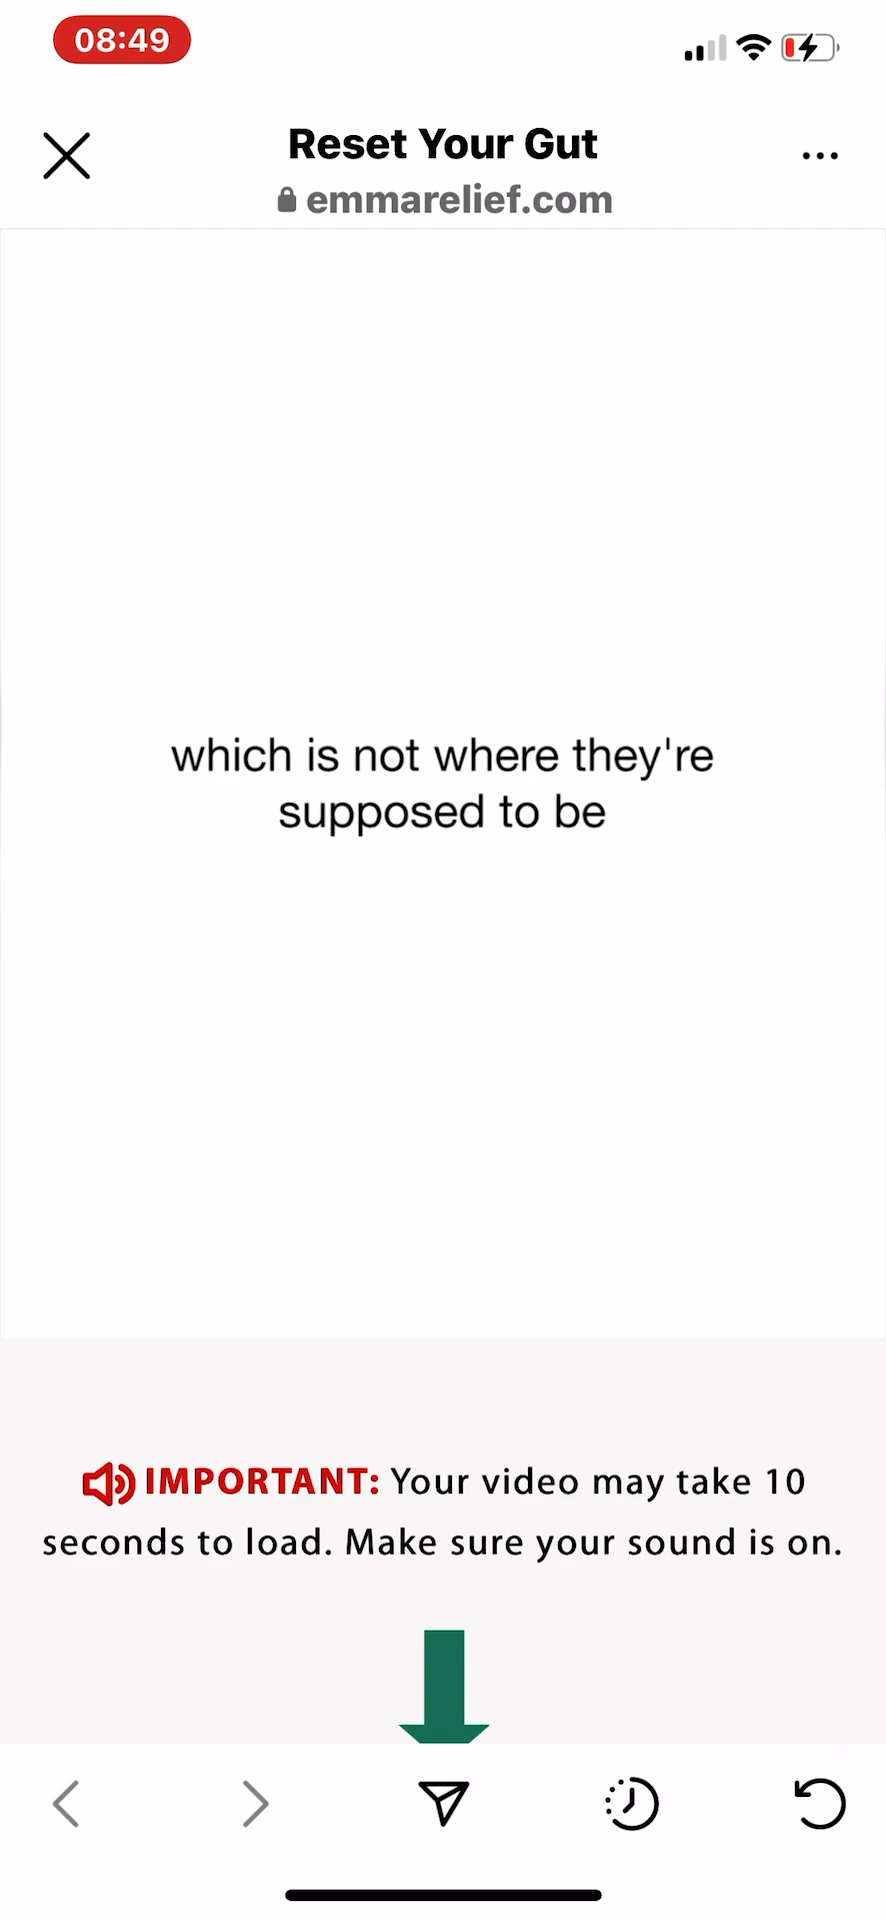 08:49
Reset Your Gut
emmarelief.com
which is not where they're
supposed to be
IMPORTANT: Your video may take 10
seconds to load. Make sure your sound is on.